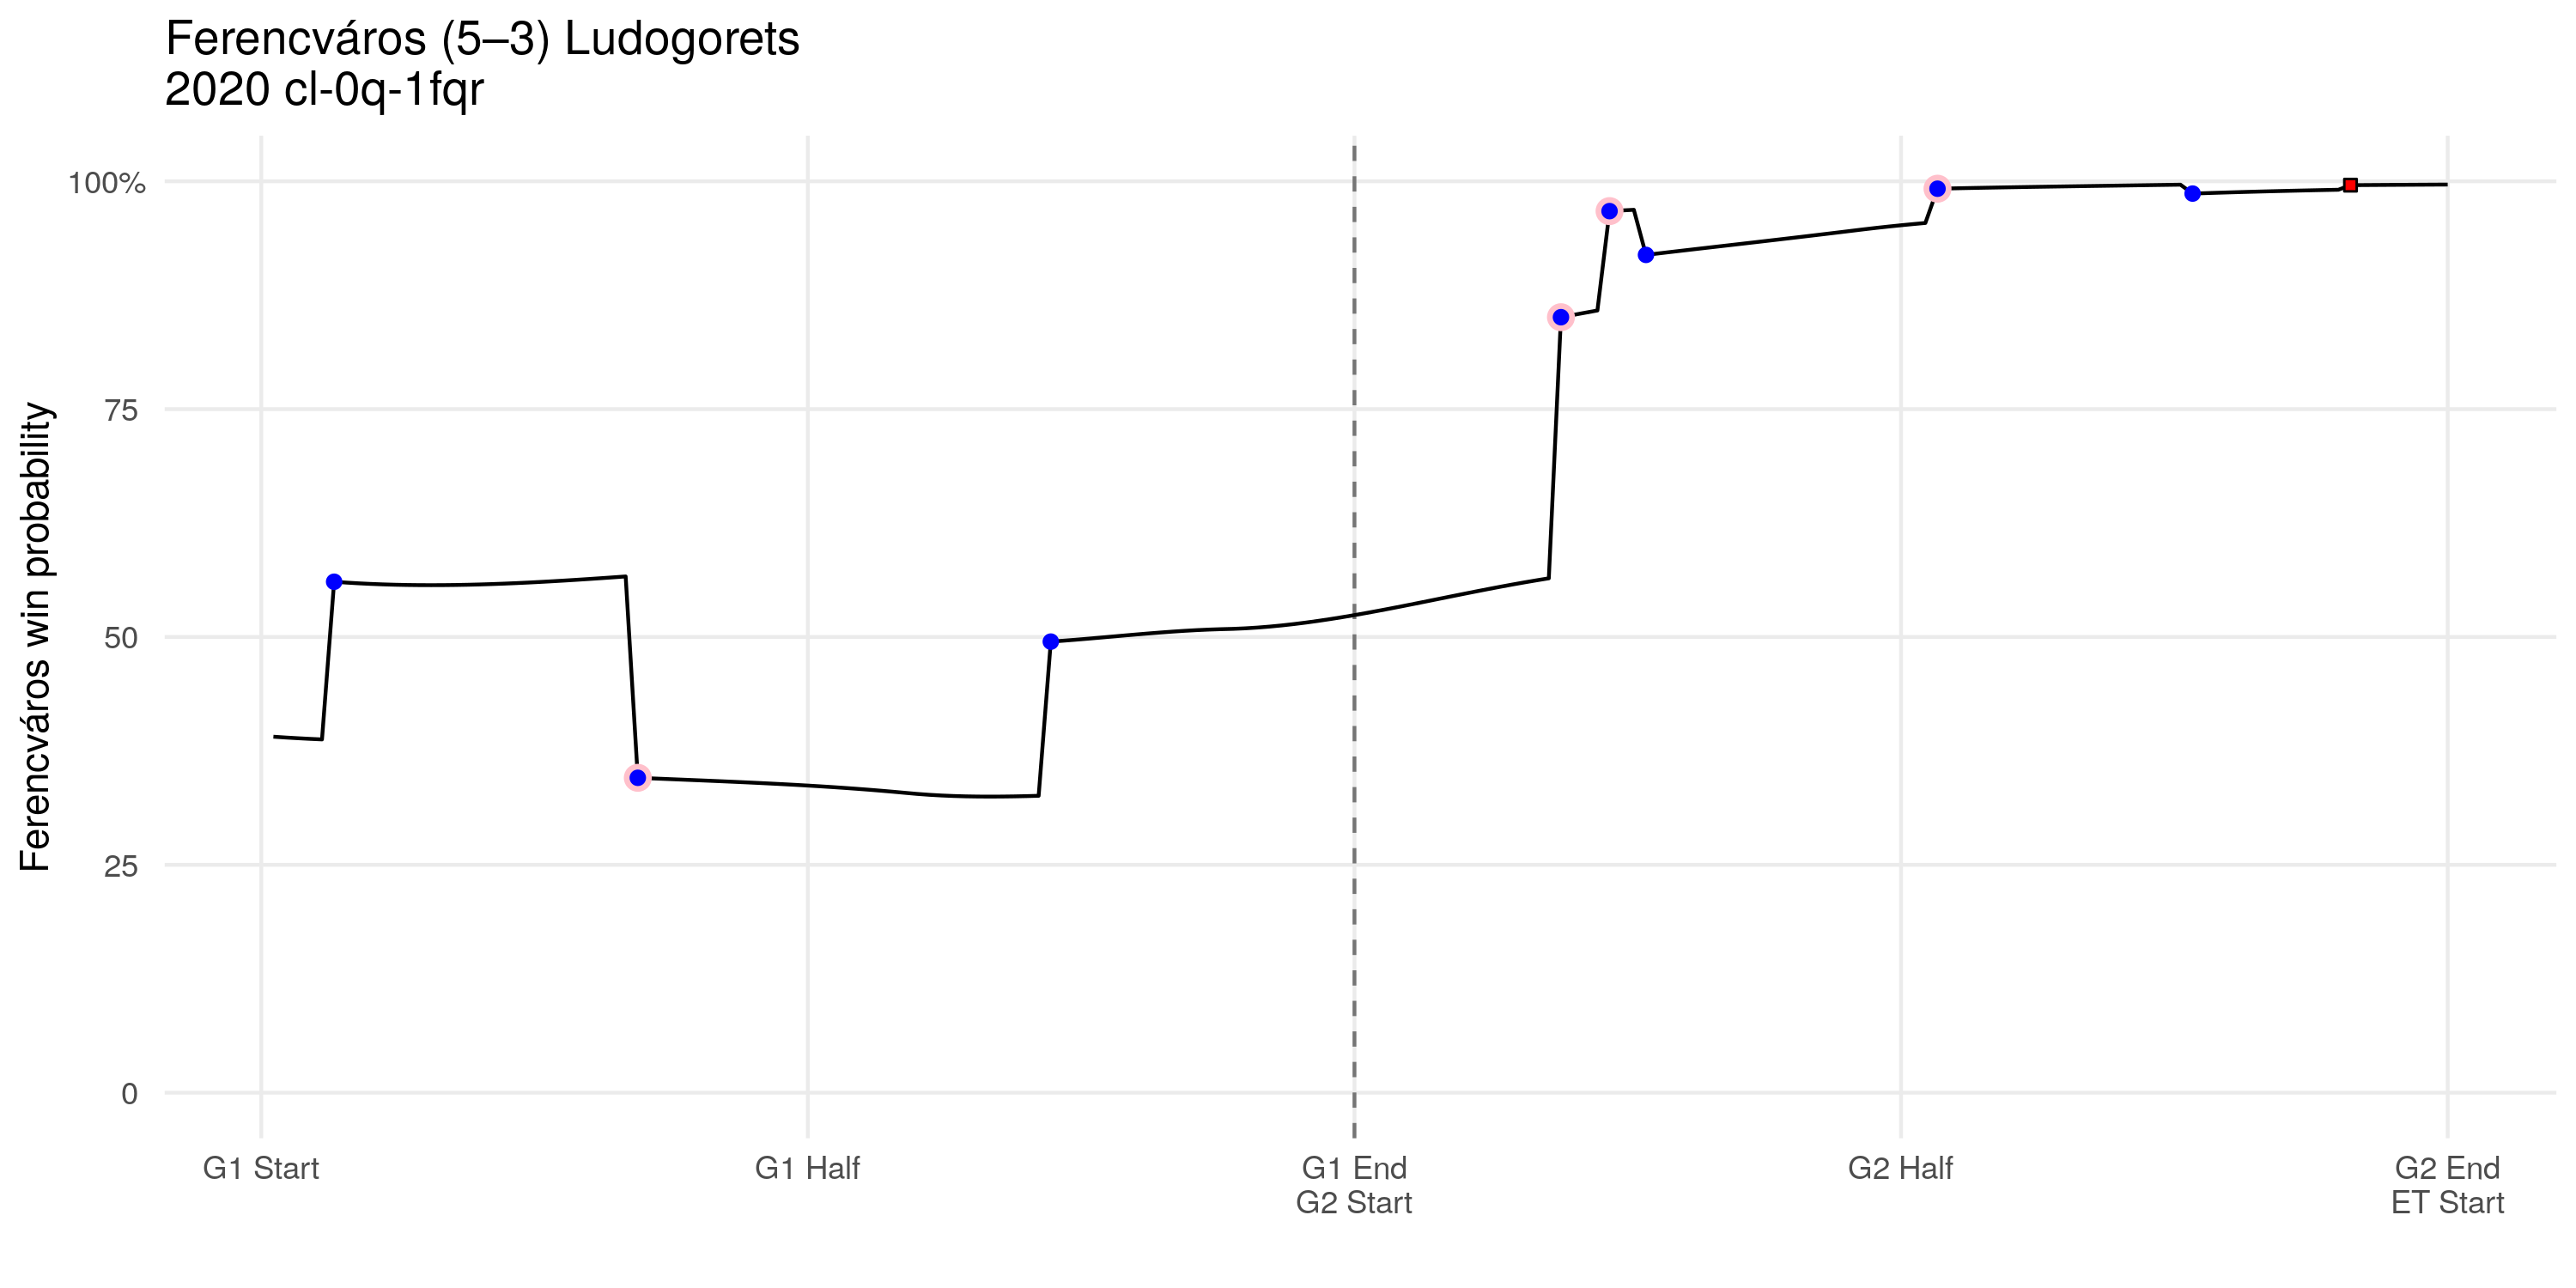 Ferencváros (5–3) Ludogorets
2020 cl-0q-1fqr
Ferencváros win probability
100%
75
50
25
0
G1 Start
G1 Half
G1 End
G2 Start
G2 Half
G2 End
ET Start